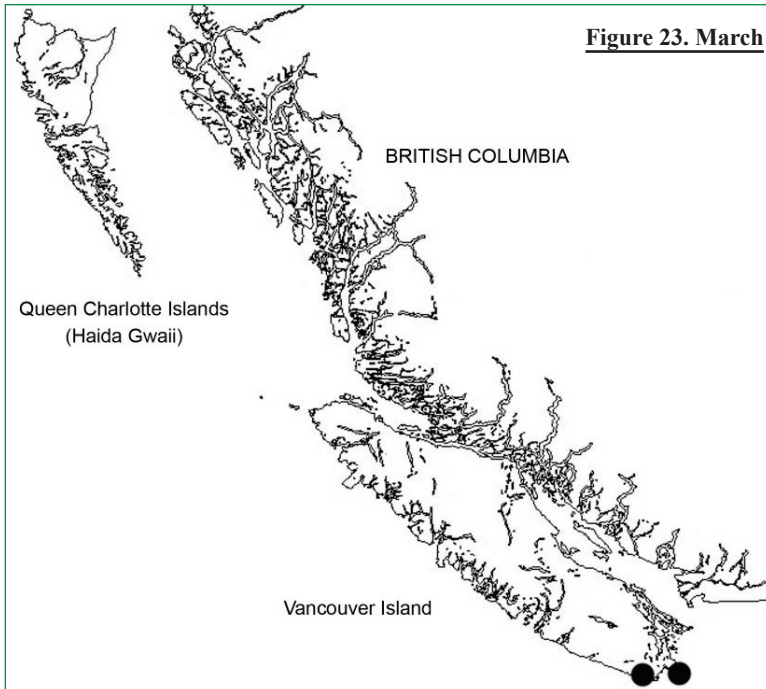 Figure 23. March
BRITISH COLUMBIA
Queen Charlotte Islands
(Haida Gwaii)
Vancouver Island